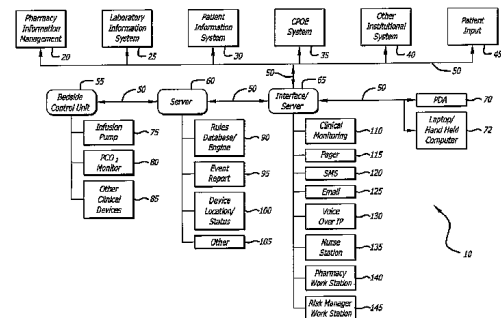 Pharmacy
Information
Management
20
Laboratory
Information
System
25
Patient
Information
System
30
CPOE
System
35
Other
Institutional
System
40
Patient
Input
45
50
50
55
Bedside
Control Unit
50
60
Server
50
65
Interface/
Server
50
PDA
70
Laptop/
Hand Held
Computer
72
Infusion
Pump
75
PCO2
Monitor
80
Other
Clinical
Devices
85
Rules
Database/
Engine
90
Event
Report
95
Device
Location/
Status
100
Other
105
Clinical
Monitoring
110
Pager
115
SMS
120
Email
125
Voice
Over IP
130
Nurse
Station
135
Pharmacy
Work Station
140
Risk Manager
Work Station
145
10